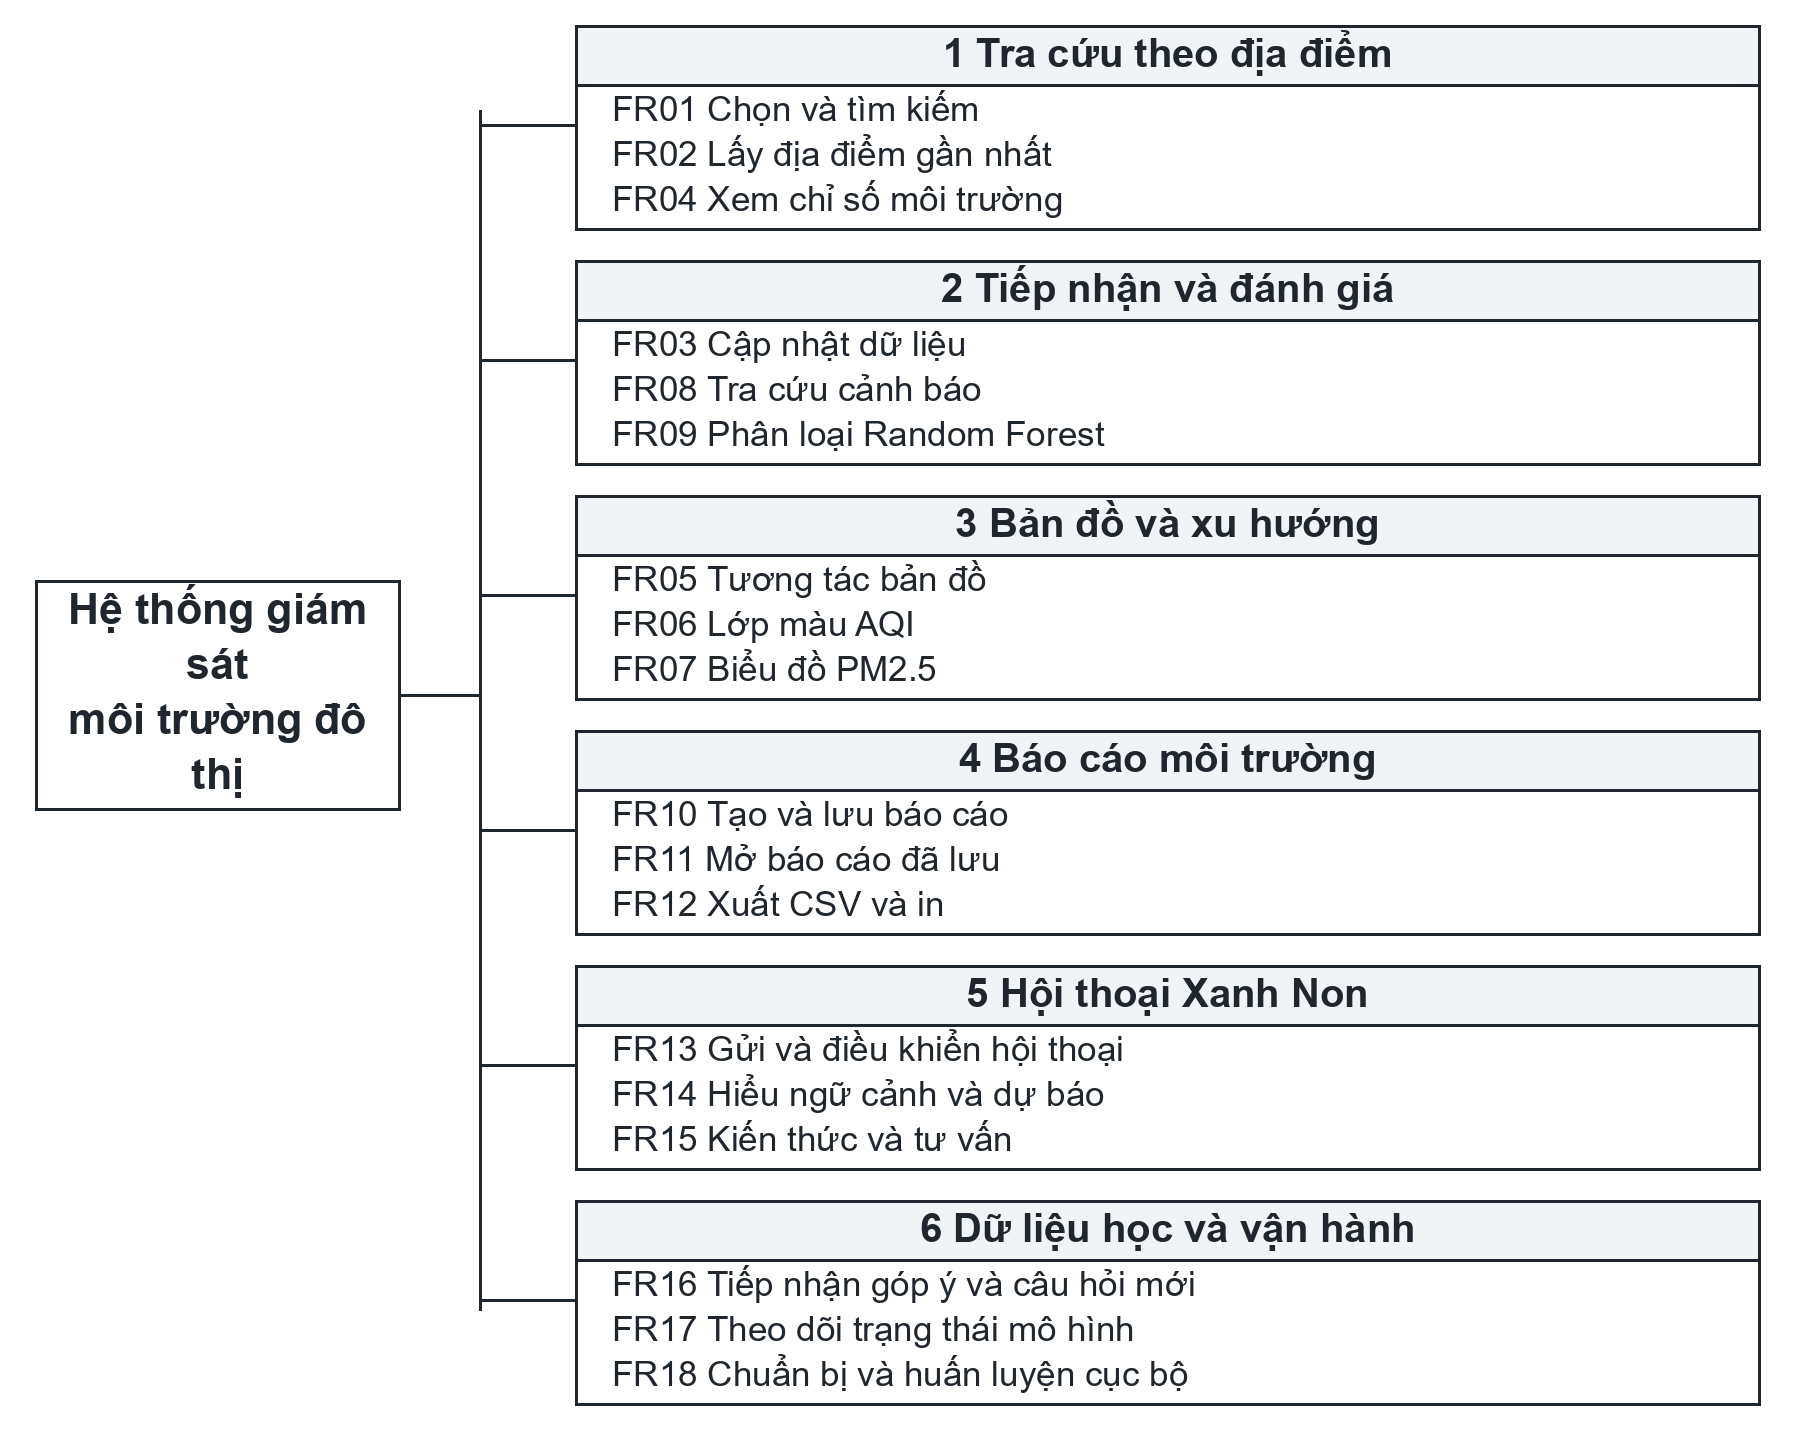 1 Tra cứu theo địa điểm
FR01 Chọn và tìm kiếm
FR02 Lấy địa điểm gần nhất
FR04 Xem chỉ số môi trường
2 Tiếp nhận và đánh giá
FR03 Cập nhật dữ liệu
FR08 Tra cứu cảnh báo
FR09 Phân loại Random Forest
3 Bản đồ và xu hướng
FR05 Tương tác bản đồ
FR06 Lớp màu AQI
FR07 Biểu đồ PM2.5
Hệ thống giám
sát
môi trường đô
thị
4 Báo cáo môi trường
FR10 Tạo và lưu báo cáo
FR11 Mở báo cáo đã lưu
FR12 Xuất CSV và in
5 Hội thoại Xanh Non
FR13 Gửi và điều khiển hội thoại
FR14 Hiểu ngữ cảnh và dự báo
FR15 Kiến thức và tư vấn
6 Dữ liệu học và vận hành
FR16 Tiếp nhận góp ý và câu hỏi mới
FR17 Theo dõi trạng thái mô hình
FR18 Chuẩn bị và huấn luyện cục bộ